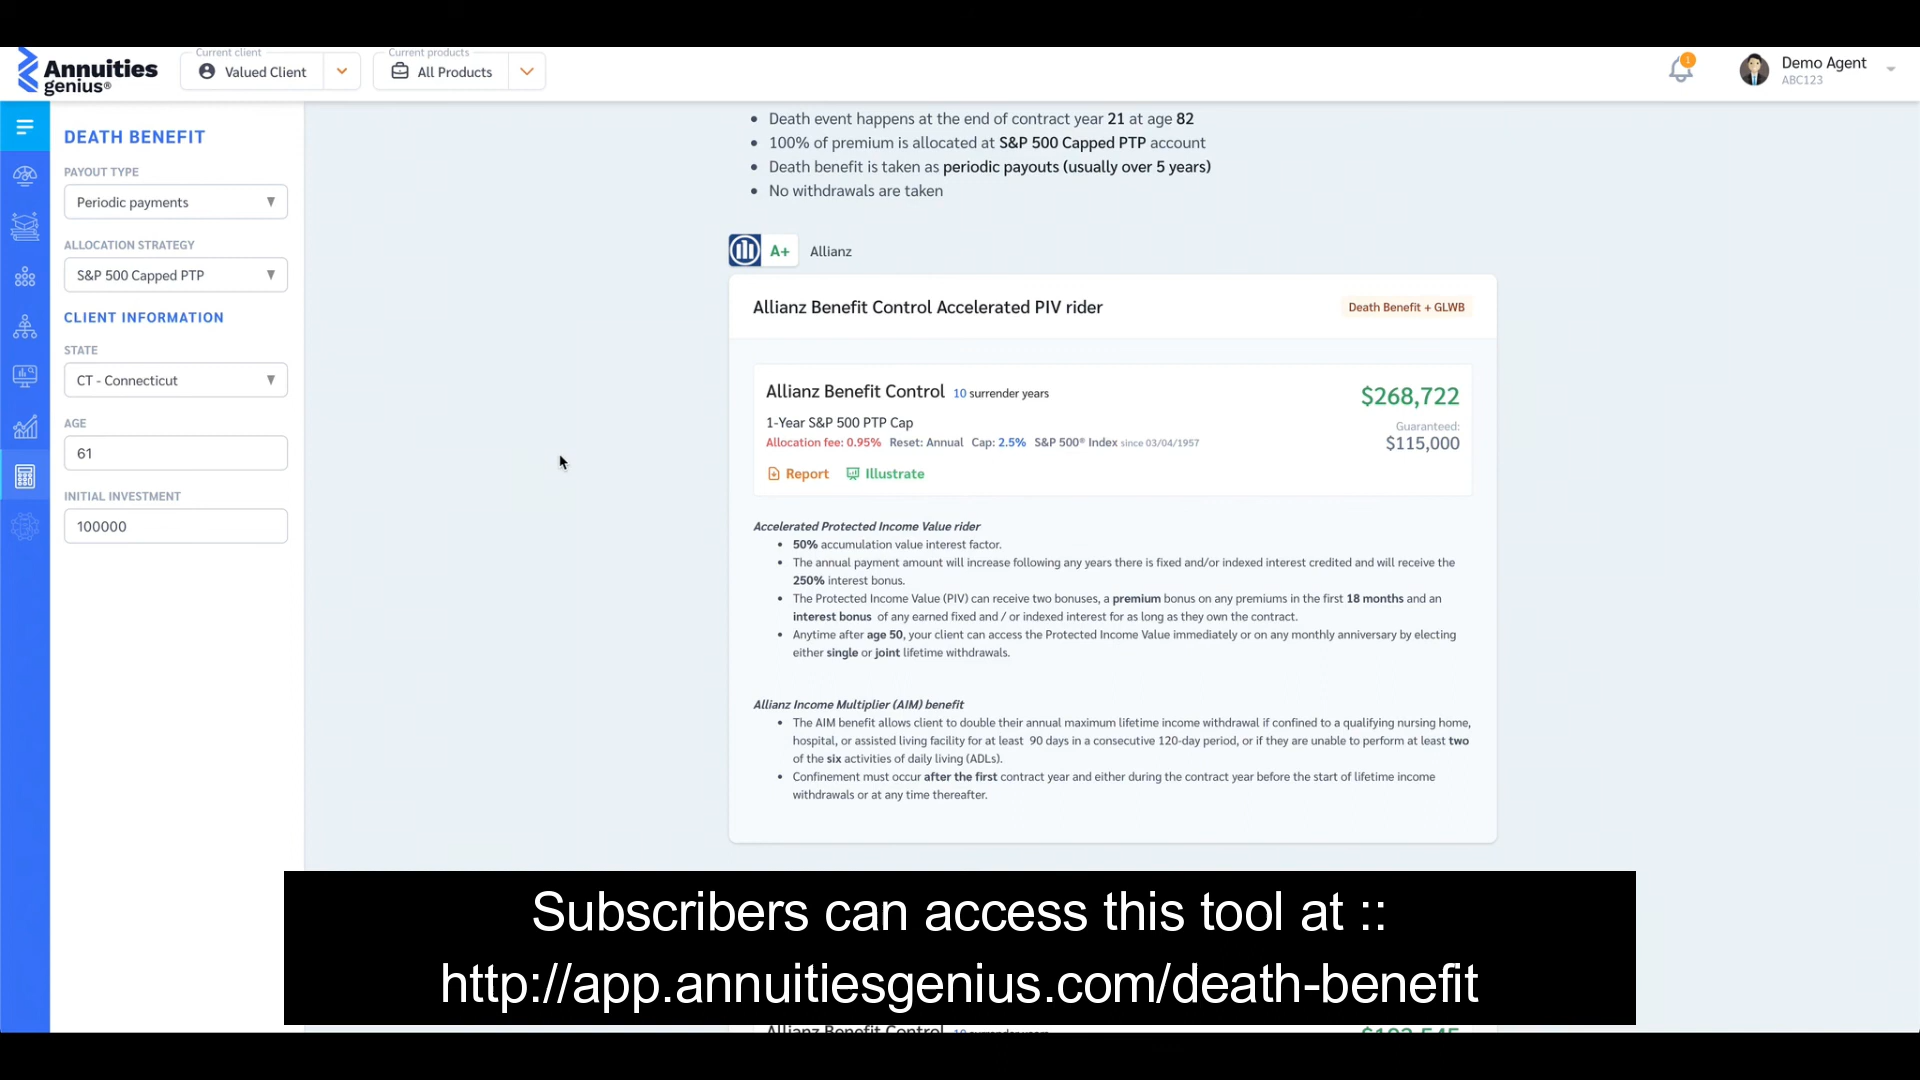 Annuities
genius®
Current client
Valued Client
Current products
All Products
1
Demo Agent
ABC123
DEATH BENEFIT
PAYOUT TYPE
Periodic payments
ALLOCATION STRATEGY
S&P 500 Capped PTP
CLIENT INFORMATION
STATE
CT - Connecticut
AGE
61
INITIAL INVESTMENT
100000
• Death event happens at the end of contract year 21 at age 82
• 100% of premium is allocated at S&P 500 Capped PTP account
• Death benefit is taken as periodic payouts (usually over 5 years)
• No withdrawals are taken
A+ Allianz
Allianz Benefit Control Accelerated PIV rider
Death Benefit + GLWB
Allianz Benefit Control 10 surrender years
$268,722
1-Year S&P 500 PTP Cap
Guaranteed:
Allocation fee: 0.95% Reset: Annual Cap: 2.5% S&P 500® Index since 03/04/1957
$115,000
Report Illustrate
Accelerated Protected Income Value rider
• 50% accumulation value interest factor.
• The annual payment amount will increase following any years there is fixed and/or indexed interest credited and will receive the
250% interest bonus.
• The Protected Income Value (PIV) can receive two bonuses, a premium bonus on any premiums in the first 18 months and an
interest bonus of any earned fixed and / or indexed interest for as long as they own the contract.
• Anytime after age 50, your client can access the Protected Income Value immediately or on any monthly anniversary by electing
either single or joint lifetime withdrawals.
Allianz Income Multiplier (AIM) benefit
• The AIM benefit allows client to double their annual maximum lifetime income withdrawal if confined to a qualifying nursing home,
hospital, or assisted living facility for at least 90 days in a consecutive 120-day period, or if they are unable to perform at least two
of the six activities of daily living (ADLs).
• Confinement must occur after the first contract year and either during the contract year before the start of lifetime income
withdrawals or at any time thereafter.
Subscribers can access this tool at ::
http://app.annuitiesgenius.com/death-benefit
Allianz Benefit Control 10 surrender years